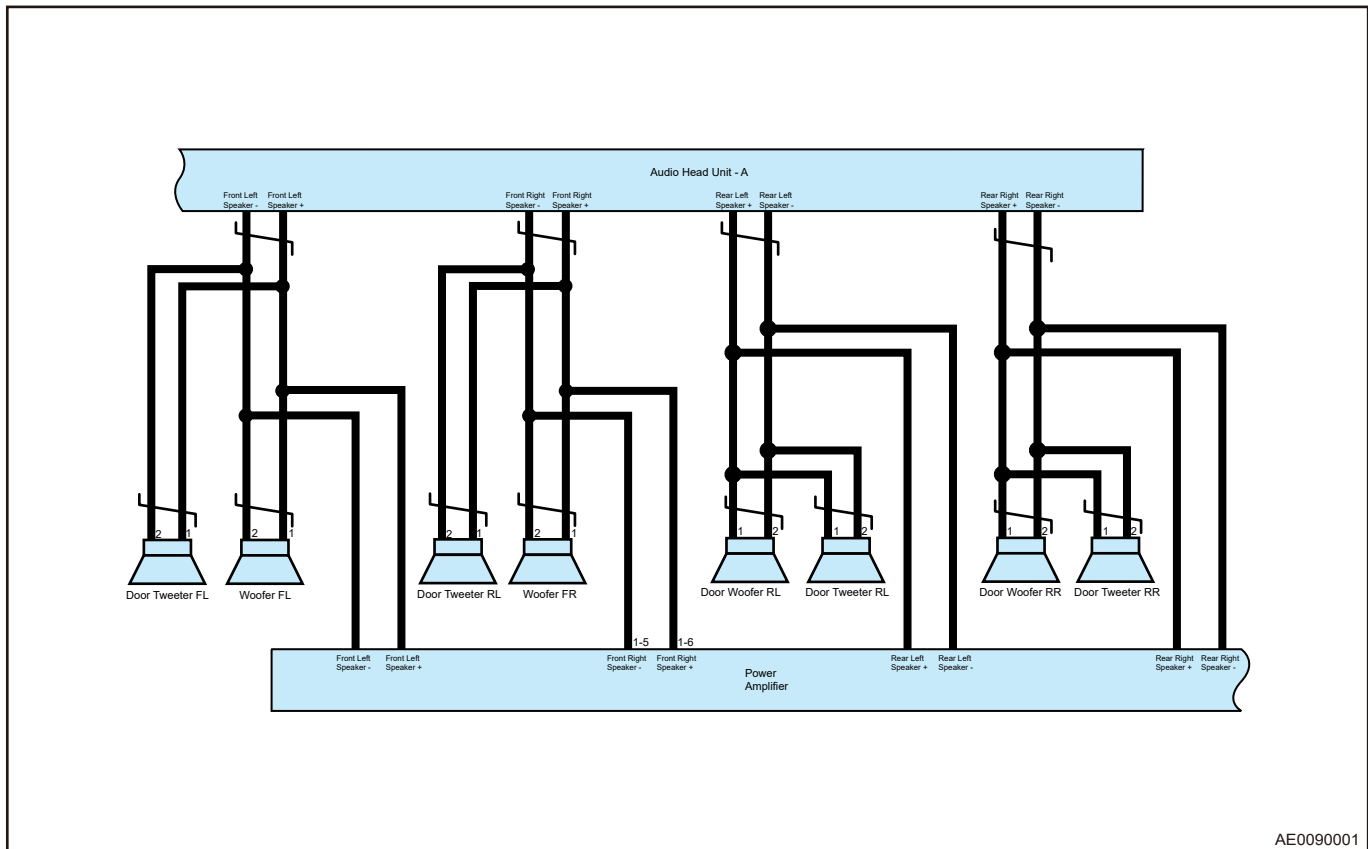 Audio Head Unit - A
Front Left
Speaker -
Front Left
Speaker +
Front Right
Speaker -
Front Right
Speaker +
Rear Left
Speaker +
Rear Left
Speaker -
Rear Right
Speaker +
Rear Right
Speaker -
2
1
2
1
2
1
2
1
1
2
1
2
1
2
1
2
Door Tweeter FL
Woofer FL
Door Tweeter RL
Woofer FR
Door Woofer RL
Door Tweeter RL
Door Woofer RR
Door Tweeter RR
1-5
1-6
Front Left
Speaker -
Front Left
Speaker +
Front Right
Speaker -
Front Right
Speaker +
Rear Left
Speaker +
Rear Left
Speaker -
Rear Right
Speaker +
Rear Right
Speaker -
Power
Amplifier
AE0090001